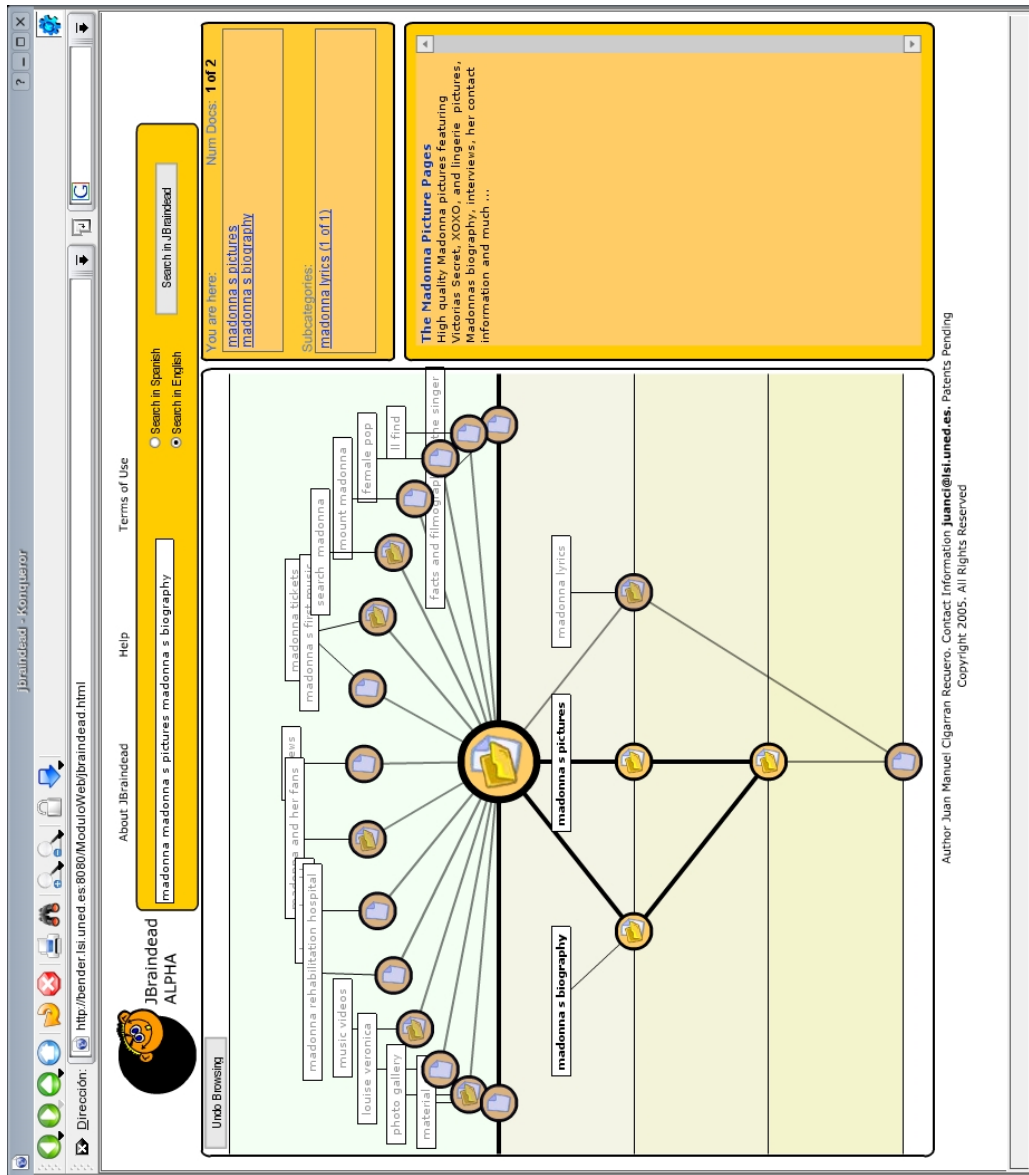 jbraindead - Konqueror
? _ □ ×
Dirección:
http://bender.lsi.uned.es:8080/ModuloWeb/jbraindead.html
G
About JBraindead
Help
Terms of Use
JBraindead
ALPHA
madonna madonna s pictures madonna s biography
Search in Spanish
Search in English
Search in JBraindead
Undo Browsing
You are here:
Num Docs: 1 of 2
madonna s pictures
madonna s biography
Subcategories:
madonna lyrics (1 of 1)
The Madonna Picture Pages
High quality Madonna pictures featuring
Victorias Secret, XOXO, and lingerie pictures,
Madonnas biography, interviews, her contact
information and much ...
material
photo gallery
louise veronica
music videos
madonna rehabilitation hospital
madonna and her fans
madonna tickets
madonna s first music
search madonna
mount madonna
female pop
ll find
facts and filmography the singer
madonna s biography
madonna s pictures
madonna lyrics
Author Juan Manuel Cigarran Recuero. Contact Information juanci@lsi.uned.es. Patents Pending
Copyright 2005. All Rights Reserved